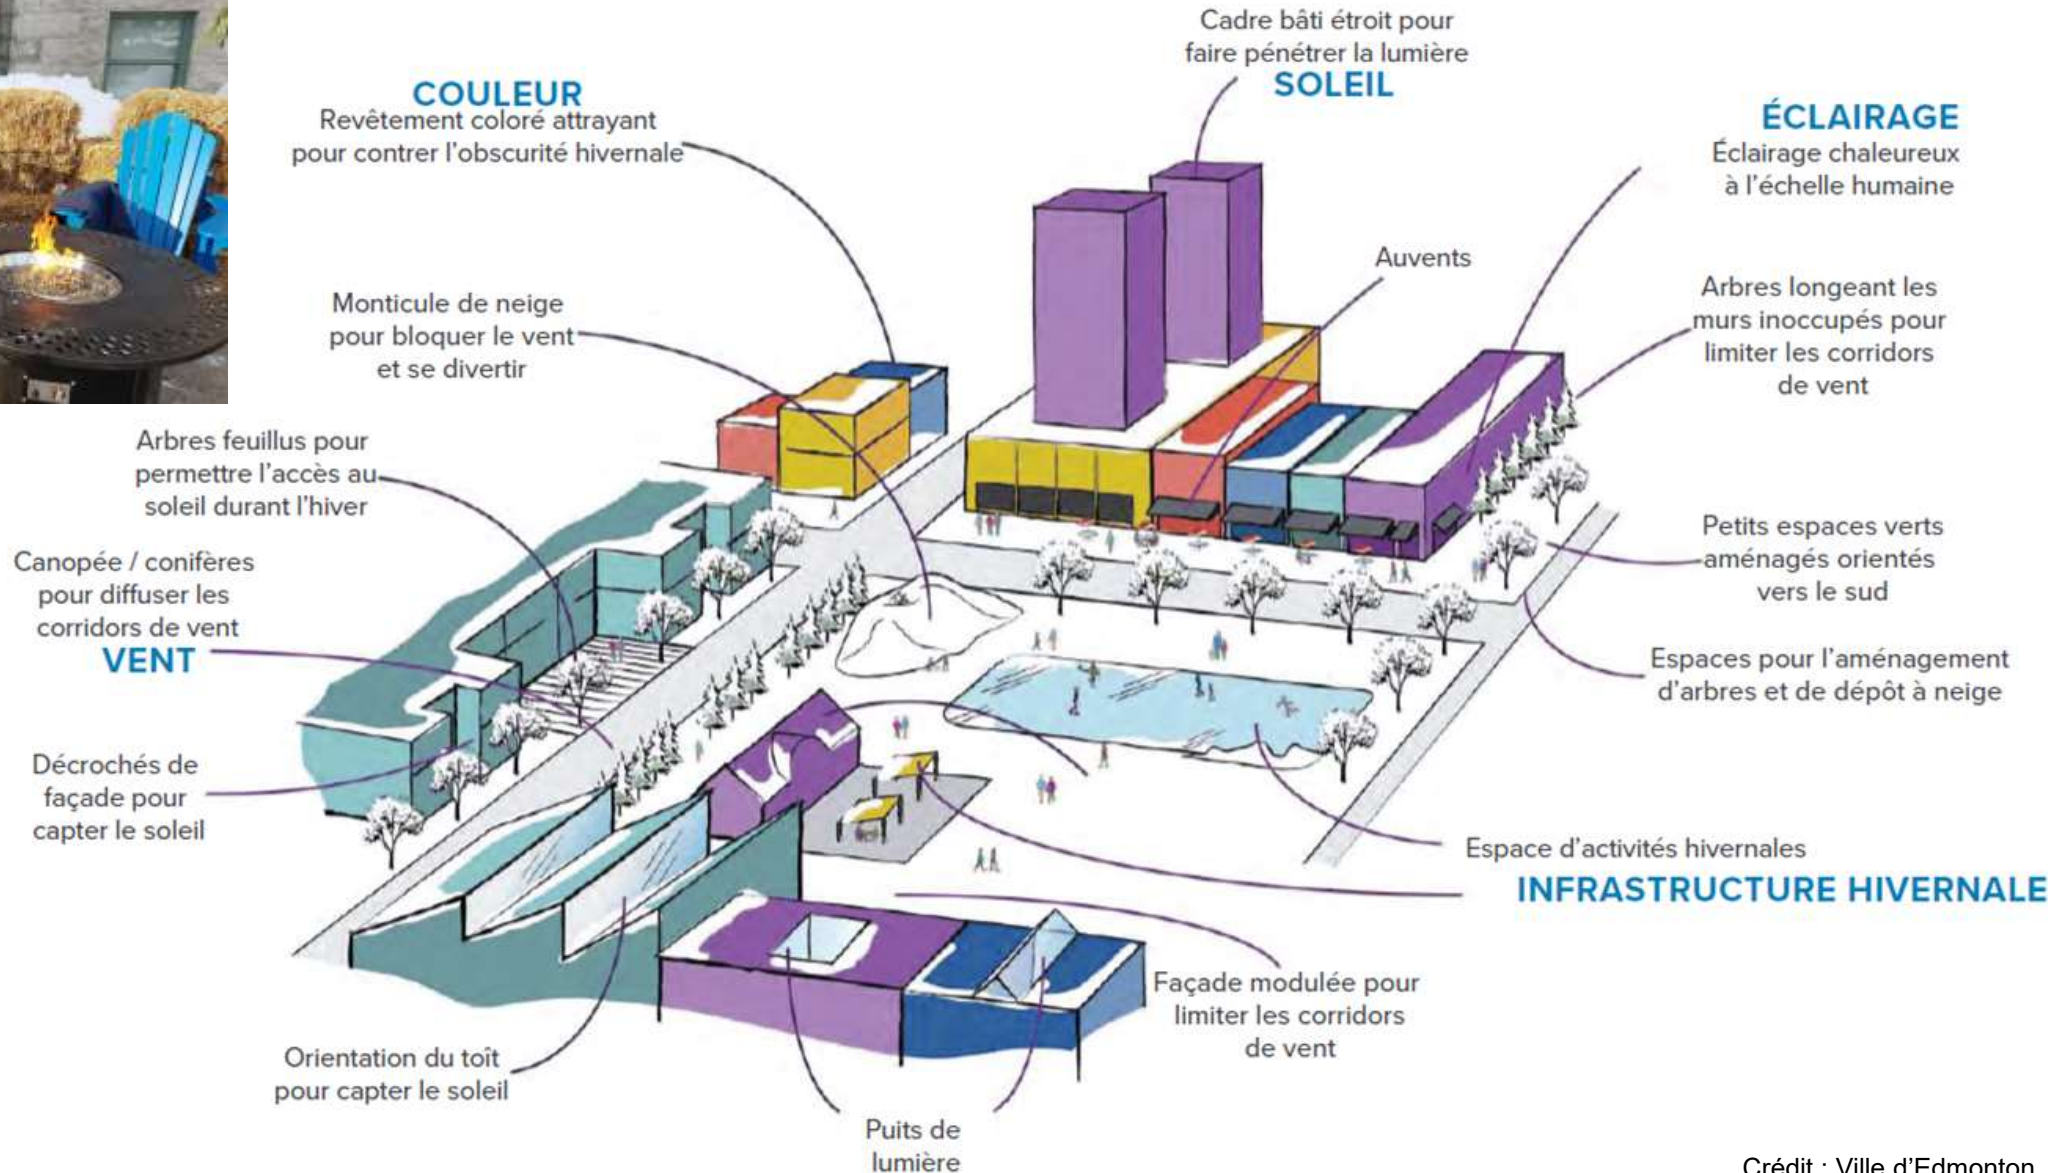 Cadre bâti étroit pour
faire pénétrer la lumière
SOLEIL
COULEUR
Revêtement coloré attrayant
pour contrer l'obscurité hivernale
ÉCLAIRAGE
Éclairage chaleureux
à l'échelle humaine
Auvents
Monticule de neige
pour bloquer le vent
et se divertir
Arbres longeant les
murs inoccupés pour
limiter les corridors
de vent
Arbres feuillus pour
permettre l'accès au
soleil durant l'hiver
Canopée / conifères
pour diffuser les
corridors de vent
VENT
Petits espaces verts
aménagés orientés
vers le sud
Espaces pour l'aménagement
d'arbres et de dépôt à neige
Décrochés de
façade pour
capter le soleil
Espace d'activités hivernales
INFRASTRUCTURE HIVERNALE
Façade modulée pour
limiter les corridors
de vent
Orientation du toît
pour capter le soleil
Puits de
lumière
Crédit : Ville d'Edmonton